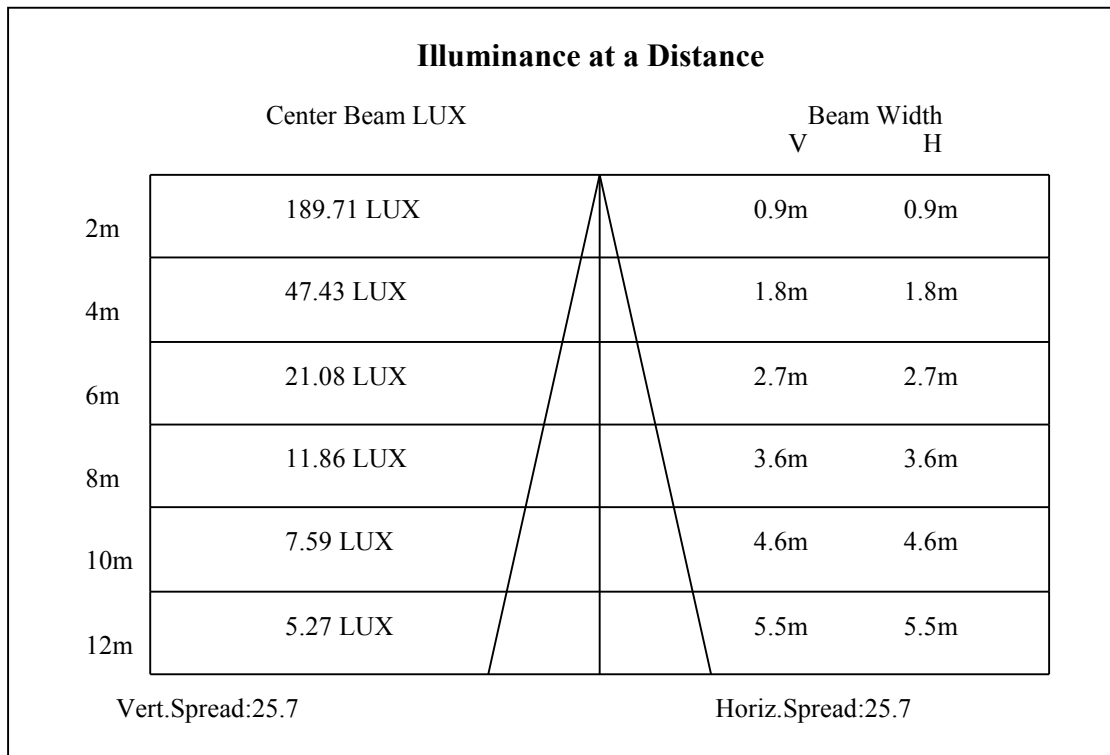 Illuminance at a Distance
Center Beam LUX Beam Width
V H
2m 189.71 LUX 0.9m 0.9m
4m 47.43 LUX 1.8m 1.8m
6m 21.08 LUX 2.7m 2.7m
8m 11.86 LUX 3.6m 3.6m
10m 7.59 LUX 4.6m 4.6m
12m 5.27 LUX 5.5m 5.5m
Vert.Spread:25.7 Horiz.Spread:25.7